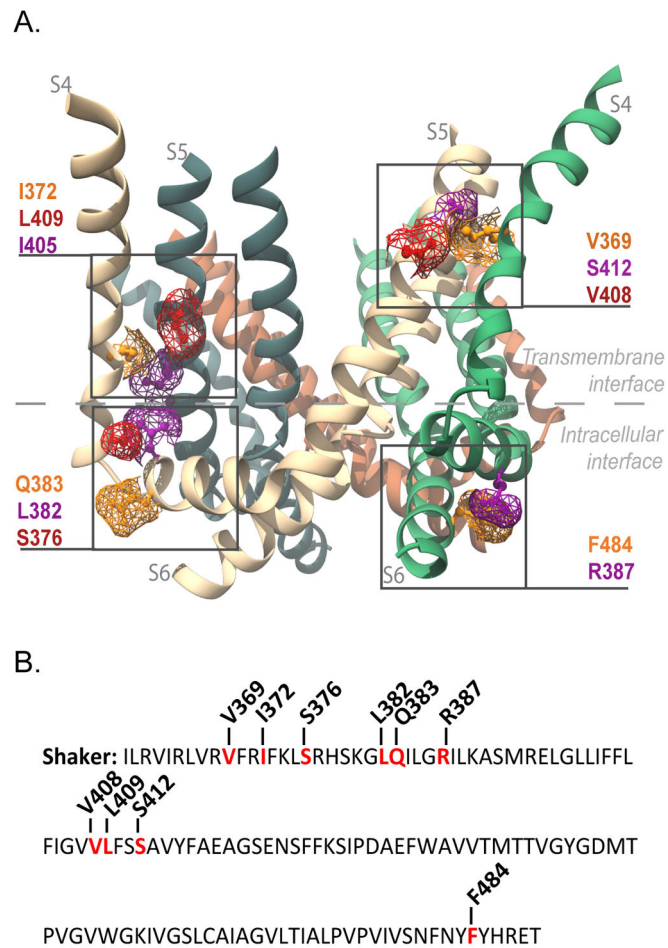 A.
S4
S5
S5
S4
I372
L409
I405
V369
S412
V408
Transmembrane
interface
Intracellular
interface
Q383
L382
S376
S6
S6
F484
R387
B.
V369
I372
S376
L382
Q383
R387
Shaker: ILRVIRLVRVFRIFKLSRHSKGLQILGRILKASMRELGLLIFFL
V408
L409
S412
FIGVVLFSSAVYFAEAGSENSFFKSIPDAEFWAVVTMTTVGYGDMT
F484
PVGVWGKIVGSLCAIAGVLTIALPVPVIVSNFNYFYHRET